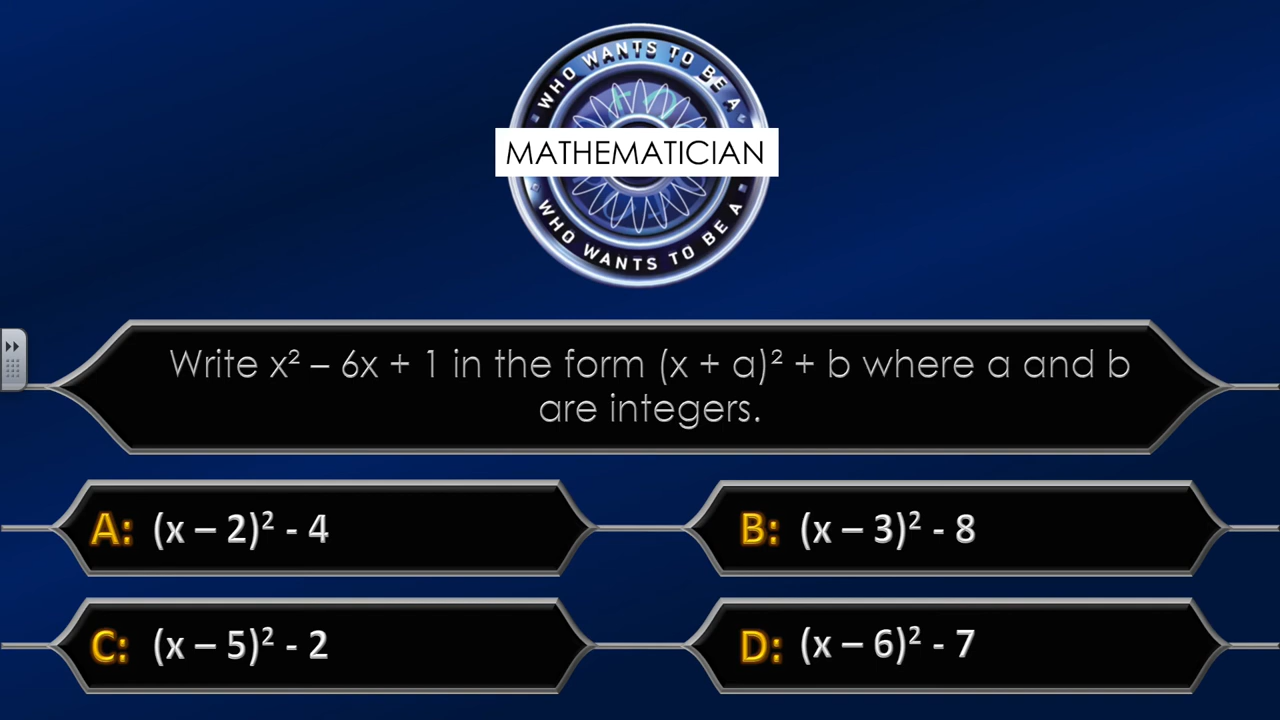 WHO WANTS TO BE A
MATHEMATICIAN
WHO WANTS TO BE A
Write x² – 6x + 1 in the form (x + a)² + b where a and b
are integers.
A: (x – 2)² - 4
B: (x – 3)² - 8
C: (x – 5)² - 2
D: (x – 6)² - 7